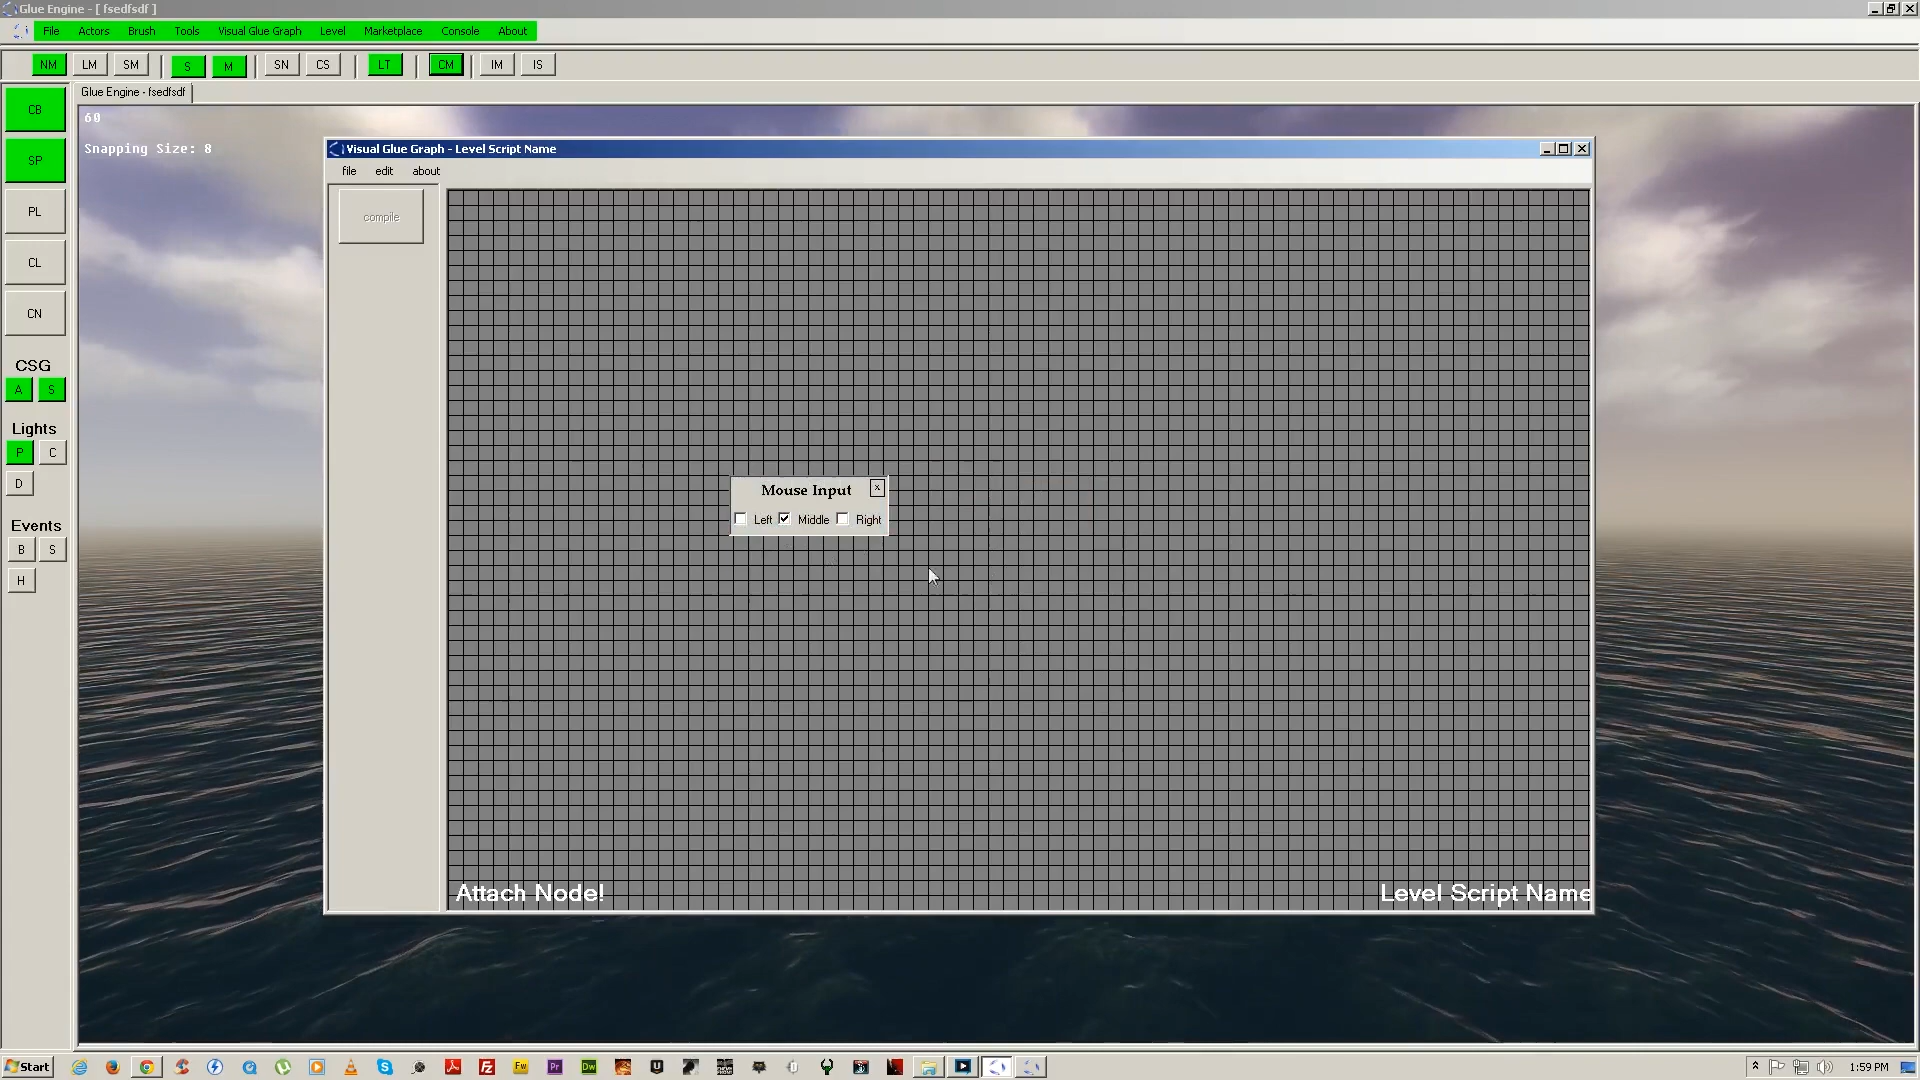 Glue Engine - [ fsedfsdf ]
File Actors Brush Tools Visual Glue Graph Level Marketplace Console About
NM LM SM S M SN CS LT CM IM IS
Glue Engine - fsedfsdf
CB
SP
PL
CL
CN
CSG
A S
Lights
P C
D
Events
B S
H
60
Snapping Size: 8
Visual Glue Graph - Level Script Name
file edit about
compile
Mouse Input x
Left Middle Right
Attach Node!
Level Script Name
Start
Fw
Pr
Dw
1:59 PM